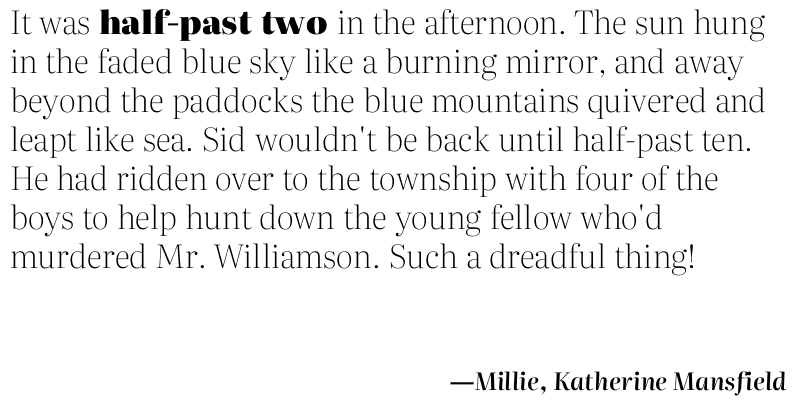 It was half-past two in the afternoon. The sun hung
in the faded blue sky like a burning mirror, and away
beyond the paddocks the blue mountains quivered and
leapt like sea. Sid wouldn't be back until half-past ten.
He had ridden over to the township with four of the
boys to help hunt down the young fellow who'd
murdered Mr. Williamson. Such a dreadful thing!
—Millie, Katherine Mansfield